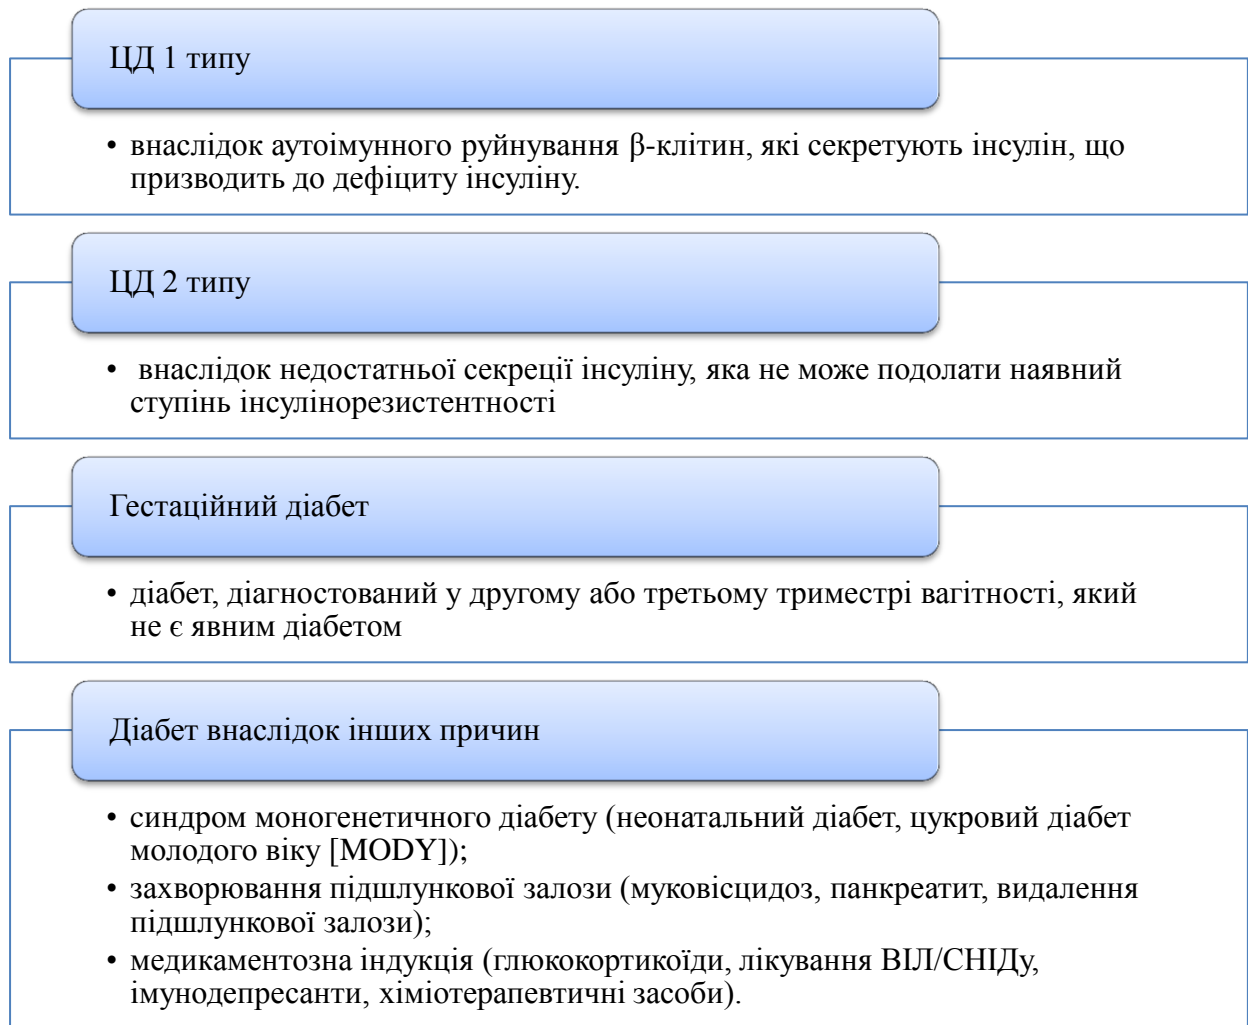 ЦД 1 типу
• внаслідок аутоімунного руйнування β-клітин, які секретують інсулін, що
призводить до дефіциту інсуліну.
ЦД 2 типу
• внаслідок недостатньої секреції інсуліну, яка не може подолати наявний
ступінь інсулінорезистентності
Гестаційний діабет
• діабет, діагностований у другому або третьому триместрі вагітності, який
не є явним діабетом
Діабет внаслідок інших причин
• синдром моногенетичного діабету (неонатальний діабет, цукровий діабет
молодого віку [MODY]);
• захворювання підшлункової залози (муковісцидоз, панкреатит, видалення
підшлункової залози);
• медикаментозна індукція (глюкокортикоїди, лікування ВІЛ/СНІДу,
імунодепресанти, хіміотерапевтичні засоби).